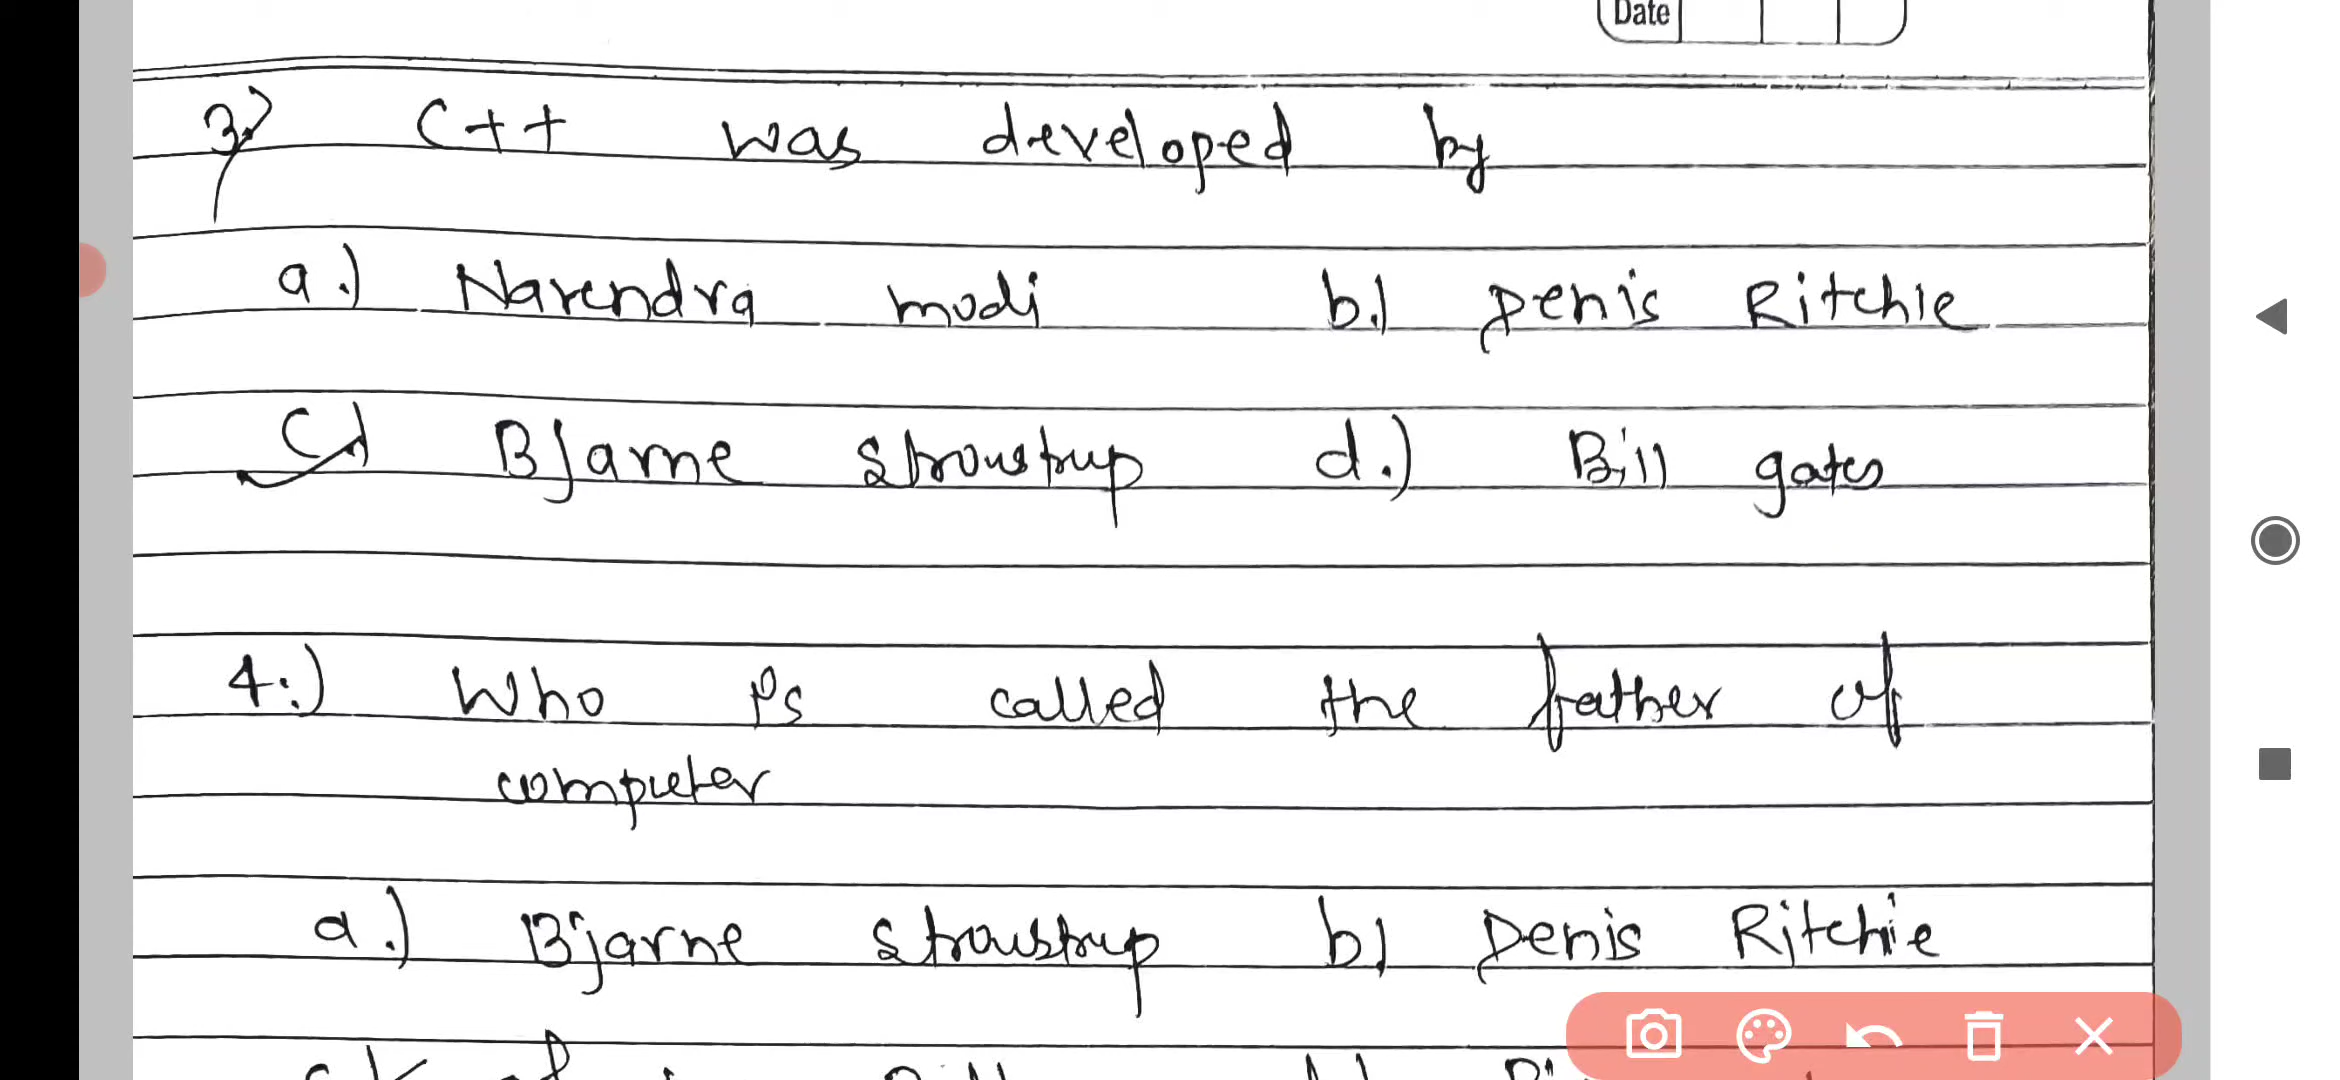 Date
3.) C++ was developed by
a.) Narendra modi b.) Denis Ritchie
c) Bjarne stroustrup d.) Bill gates
4.) Who is called the father of
computer
a.) Bjarne stroustrup b) Denis Ritchie